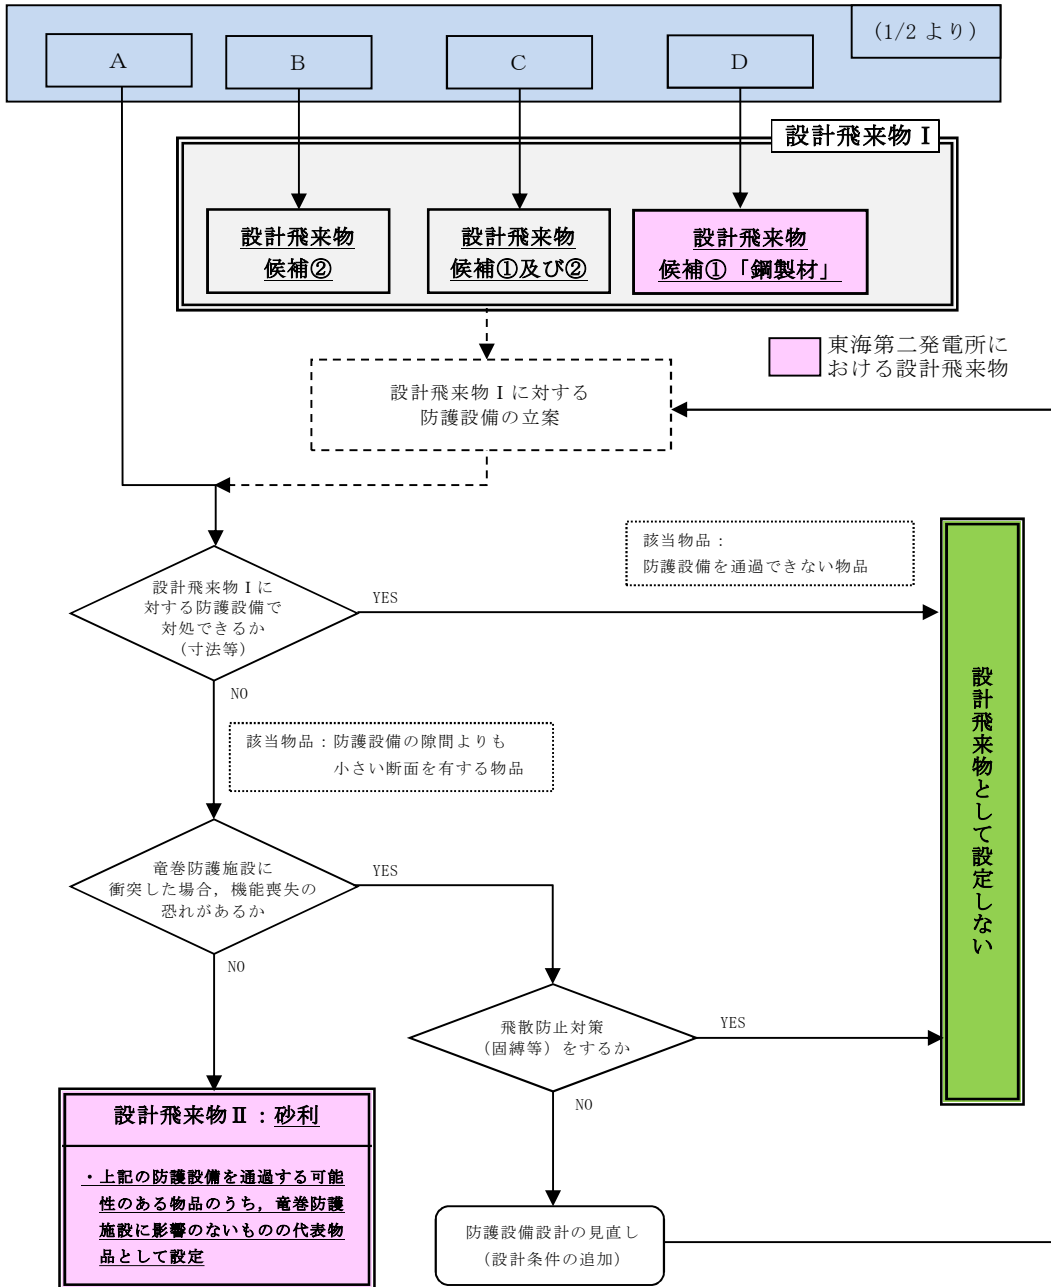 (1/2 より)
A
B
C
D
設計飛来物Ⅰ
設計飛来物
候補②
設計飛来物
候補①及び②
設計飛来物
候補①「鋼製材」
東海第二発電所に
おける設計飛来物
設計飛来物Ⅰに対する
防護設備の立案
該当物品：
防護設備を通過できない物品
設計飛来物Ⅰに
対する防護設備で
対処できるか
（寸法等）
YES
NO
設計飛来物として設定しない
該当物品：防護設備の隙間よりも
小さい断面を有する物品
竜巻防護施設に
衝突した場合，機能喪失の
恐れがあるか
YES
NO
飛散防止対策
（固縛等）をするか
YES
NO
設計飛来物Ⅱ：砂利
・上記の防護設備を通過する可能
性のある物品のうち，竜巻防護
施設に影響のないものの代表物
品として設定
防護設備設計の見直し
（設計条件の追加）